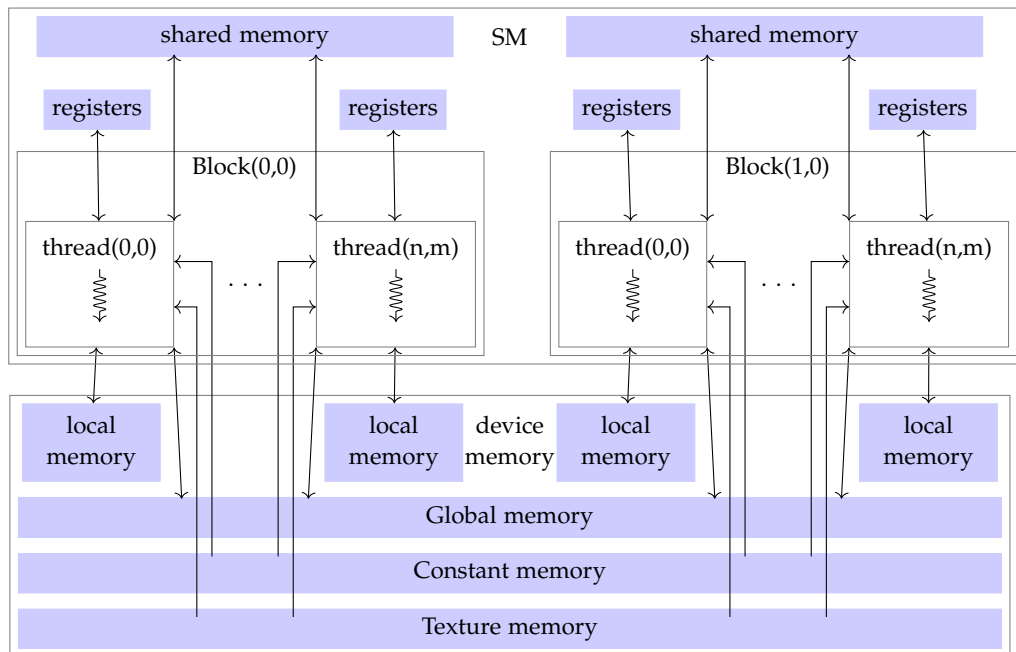 shared memory
SM
shared memory
registers
registers
registers
registers
Block(0,0)
Block(1,0)
thread(0,0)
. . .
thread(n,m)
thread(0,0)
. . .
thread(n,m)
local
memory
local
memory
device
memory
local
memory
local
memory
Global memory
Constant memory
Texture memory